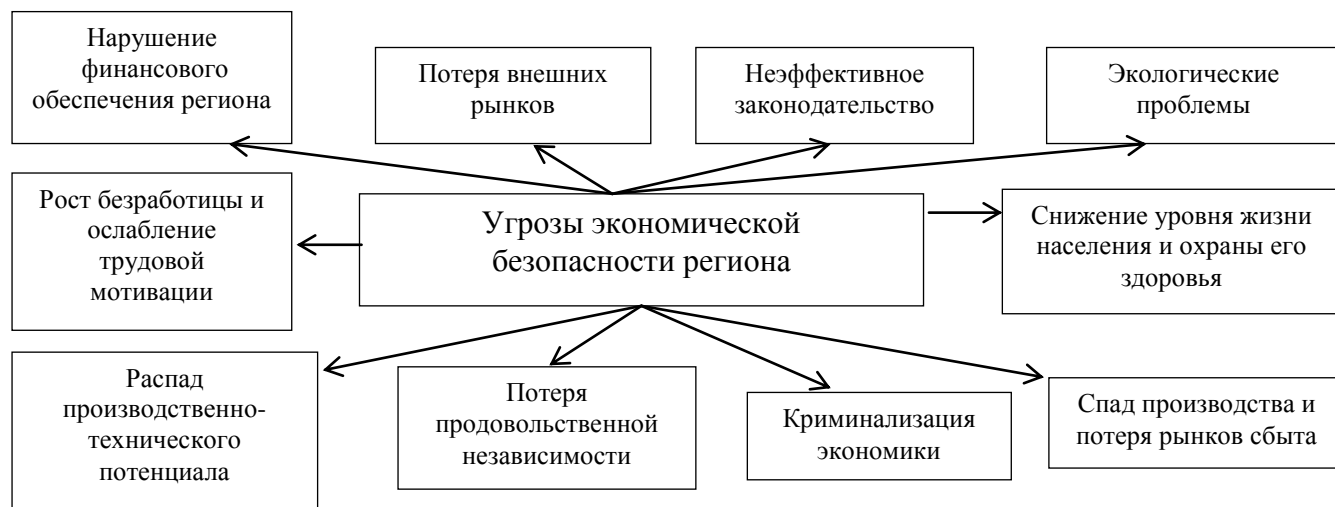 Нарушение
финансового
обеспечения региона
Потеря внешних
рынков
Неэффективное
законодательство
Экологические
проблемы
Рост безработицы и
ослабление
трудовой
мотивации
Угрозы экономической
безопасности региона
Снижение уровня жизни
населения и охраны его
здоровья
Распад
производственно-
технического
потенциала
Потеря
продовольственной
независимости
Криминализация
экономики
Спад производства и
потеря рынков сбыта